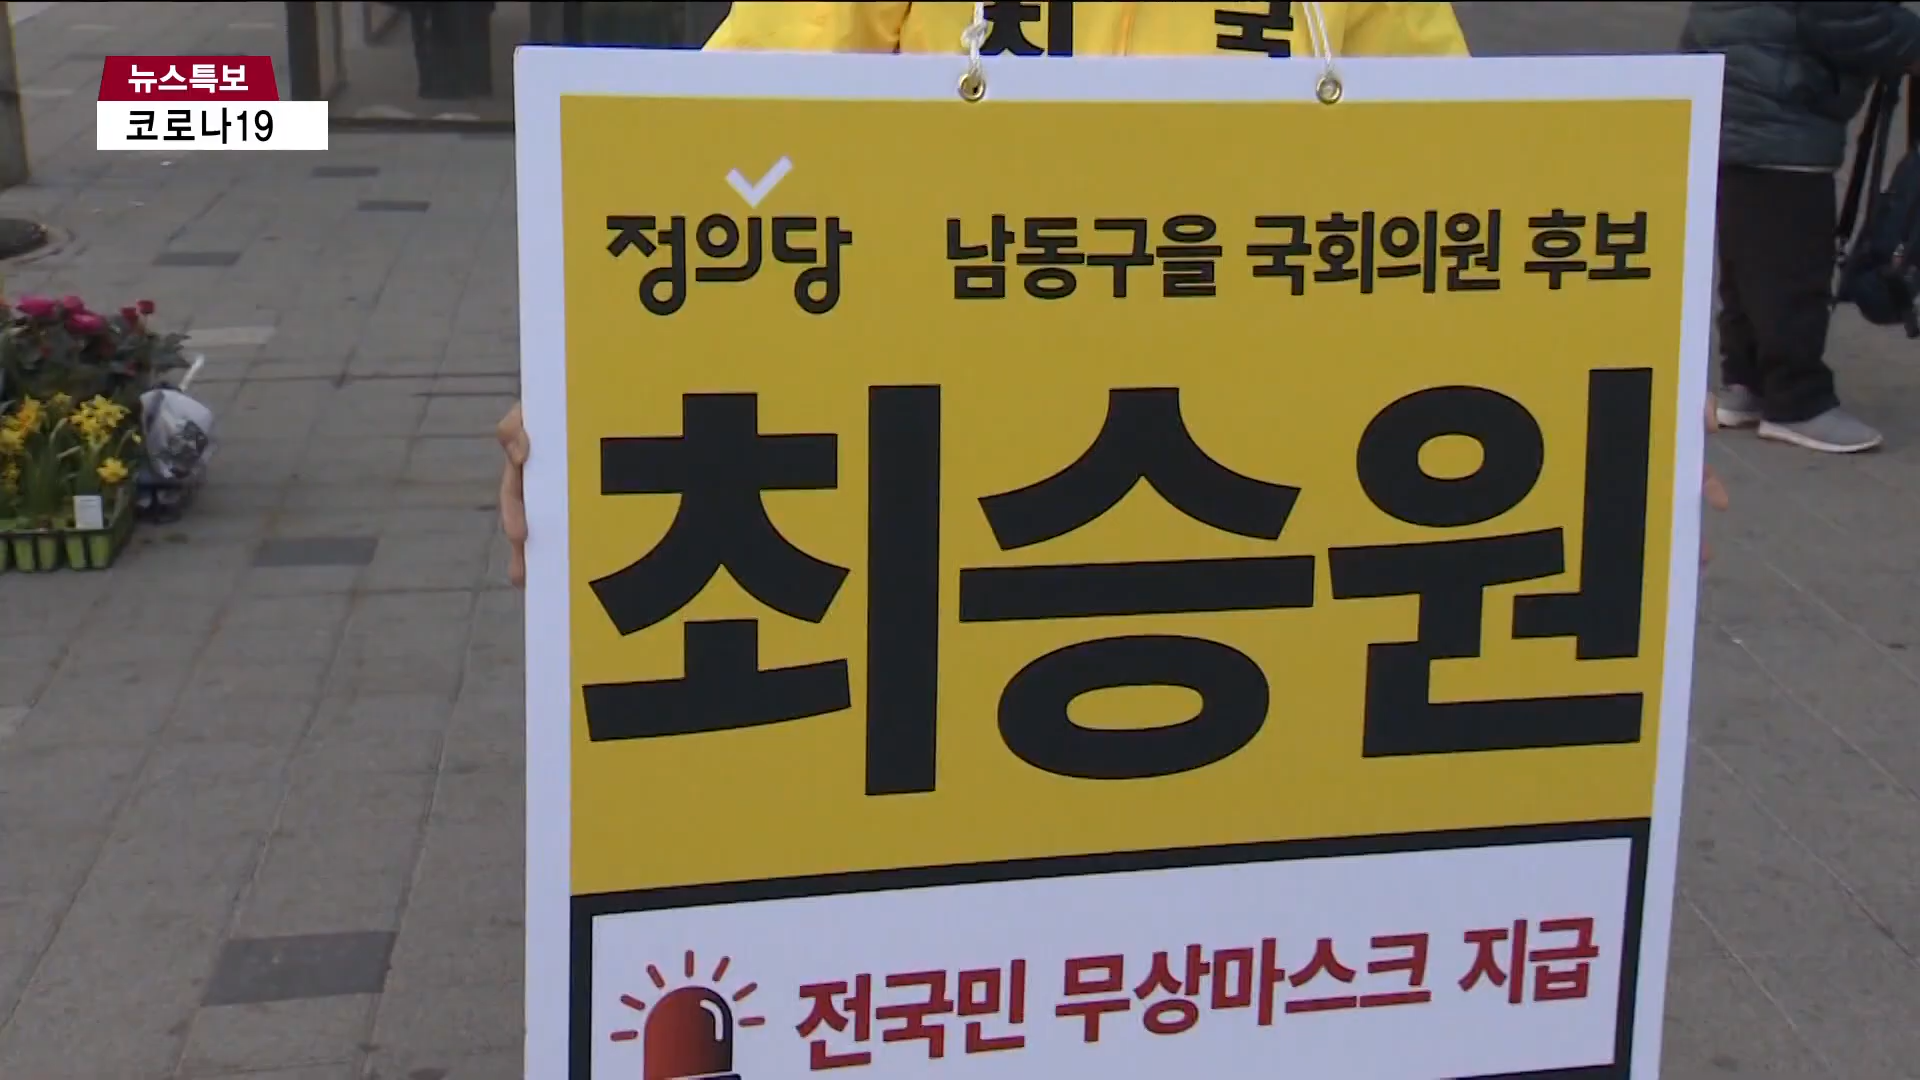 뉴스특보
코로나19
정의당 남동구을 국회의원 후보
최승원
전국민 무상마스크 지급